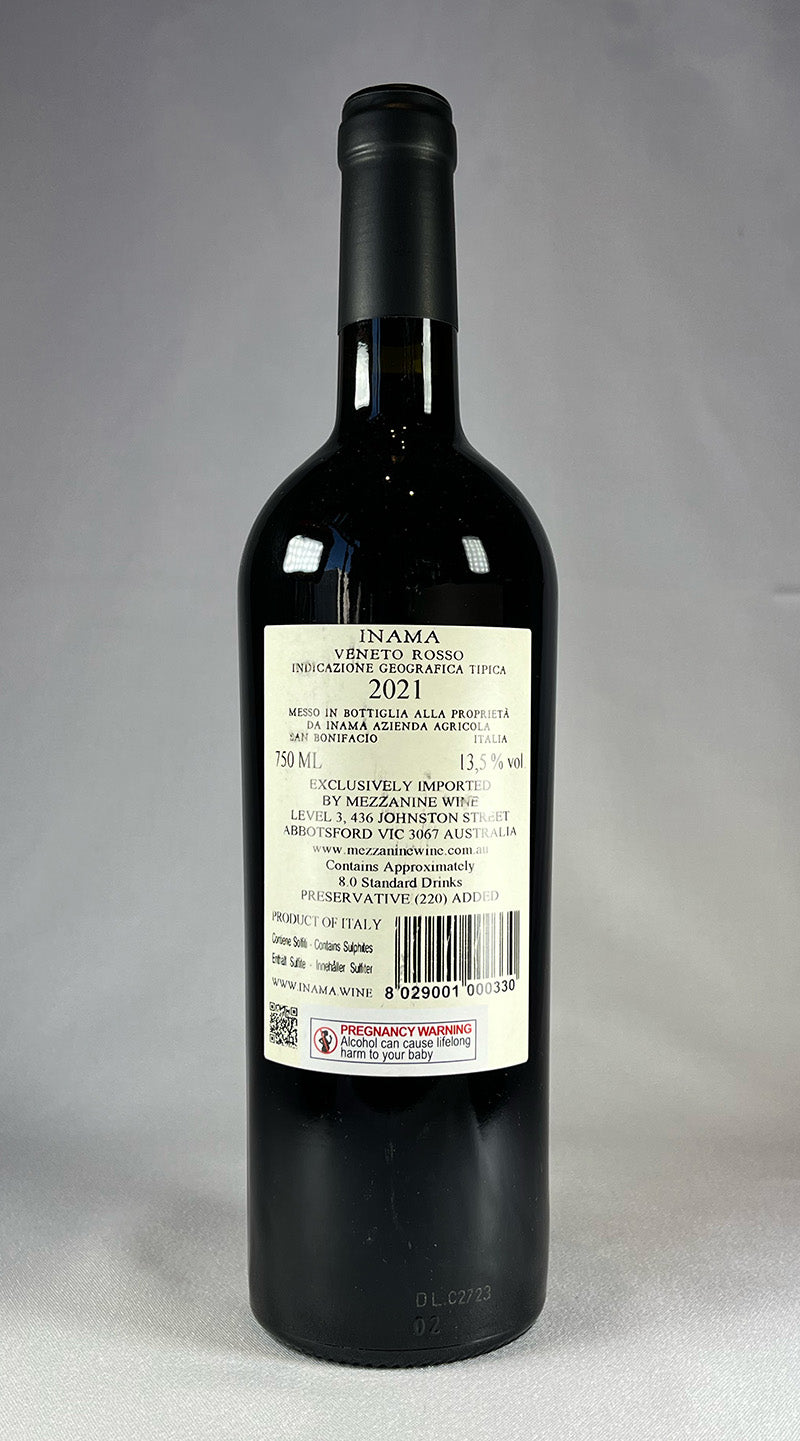 INAMA
VENETO ROSSO
INDICAZIONE GEOGRAFICA TIPICA
2021
MESSO IN BOTTIGLIA ALLA PROPRIETÀ
DA INAMA AZIENDA AGRICOLA
SAN BONIFACIO ITALIA
750 ML 13,5 % vol
EXCLUSIVELY IMPORTED
BY MEZZANINE WINE
LEVEL 3, 436 JOHNSTON STREET
ABBOTSFORD VIC 3067 AUSTRALIA
www.mezzaninewine.com.au
Contains Approximately
8.0 Standard Drinks
PRESERVATIVE (220) ADDED
PRODUCT OF ITALY
Contiene Solfiti - Contains Sulphites
Enthält Sulfite - Innehåller Sulfiter
WWW.INAMA.WINE
8 029001 000330
PREGNANCY WARNING
Alcohol can cause lifelong
harm to your baby
DL.C2723
02